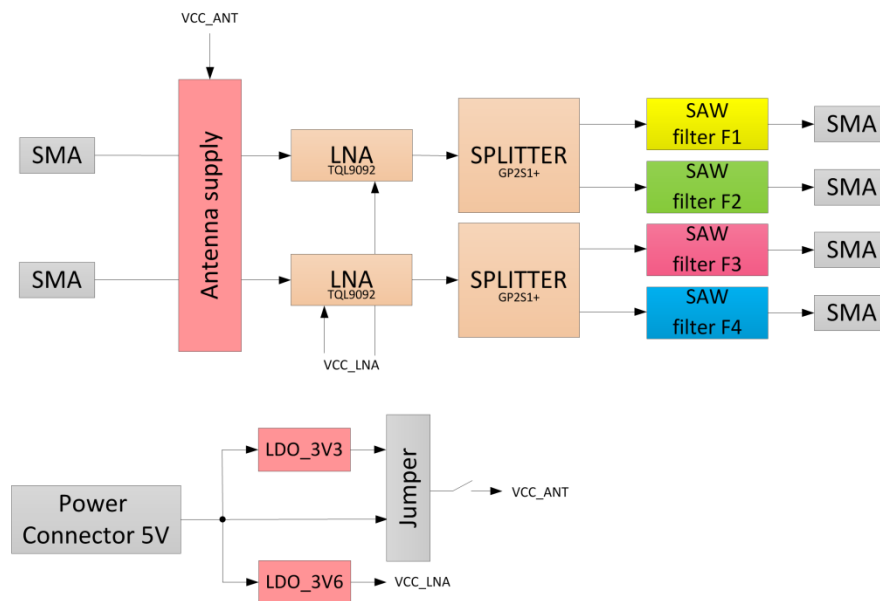 VCC_ANT
SMA
SMA
Antenna supply
LNA
TQL9092
LNA
TQL9092
VCC_LNA
SPLITTER
GP2S1+
SPLITTER
GP2S1+
SAW
filter F1
SAW
filter F2
SAW
filter F3
SAW
filter F4
SMA
SMA
SMA
SMA
Power
Connector 5V
LDO_3V3
LDO_3V6
Jumper
VCC_ANT
VCC_LNA